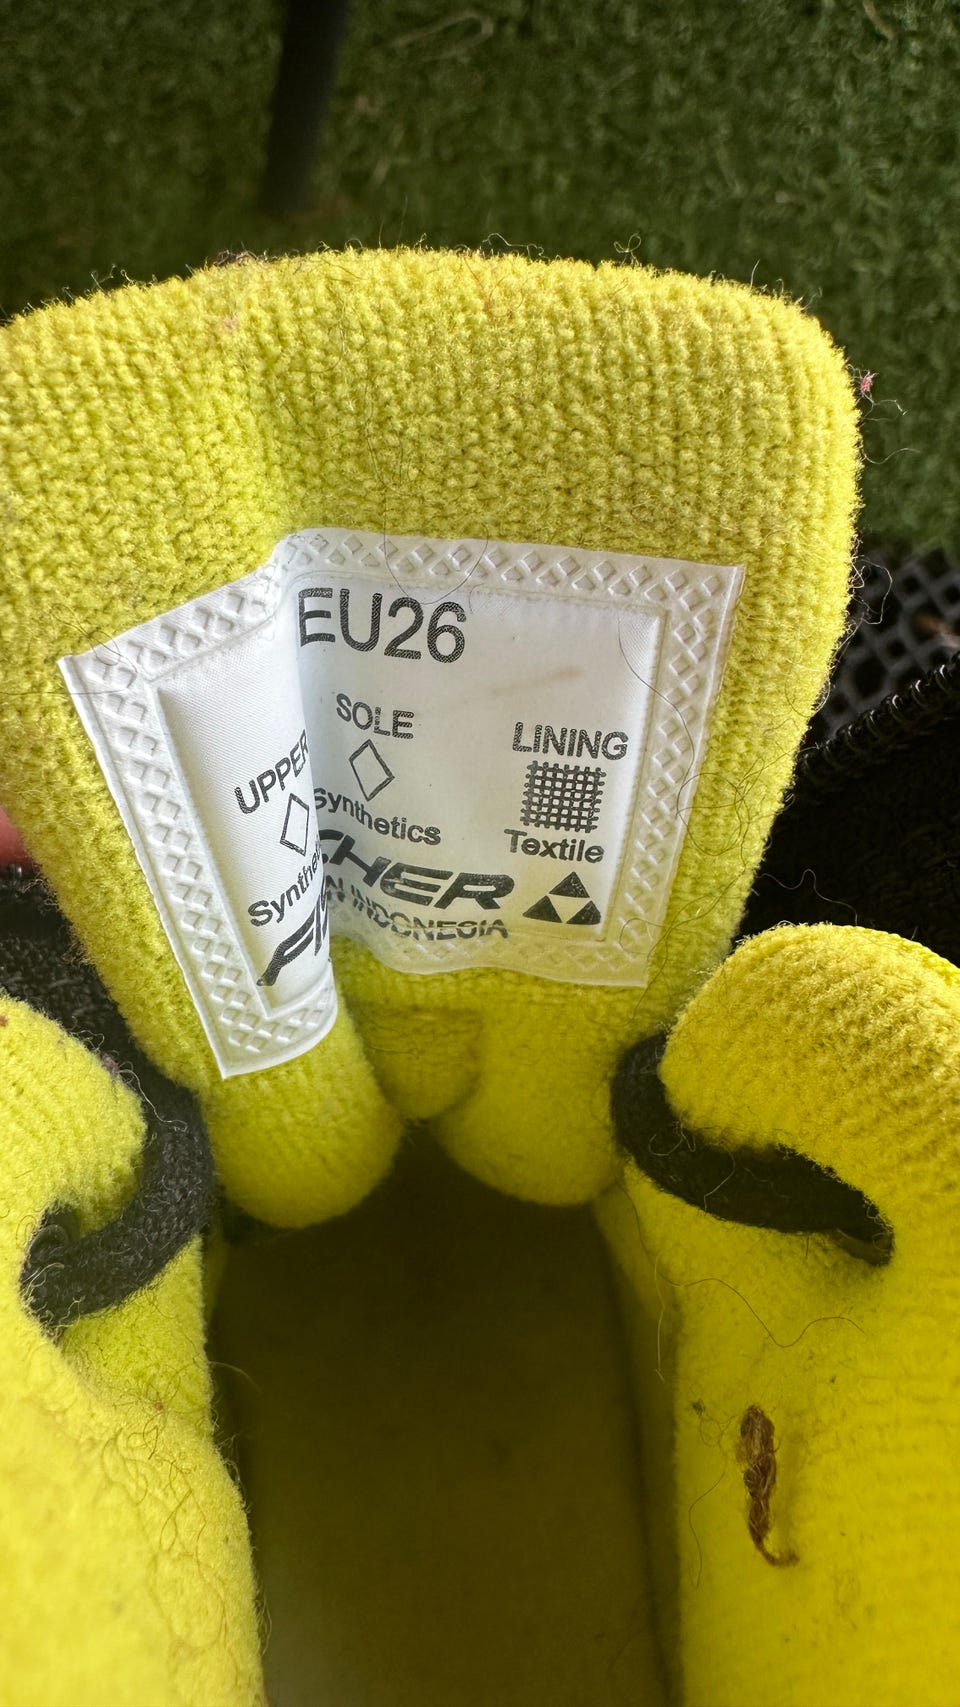 EU26
UPPER SOLE LINING
Synthetics Textile
INDONESIA